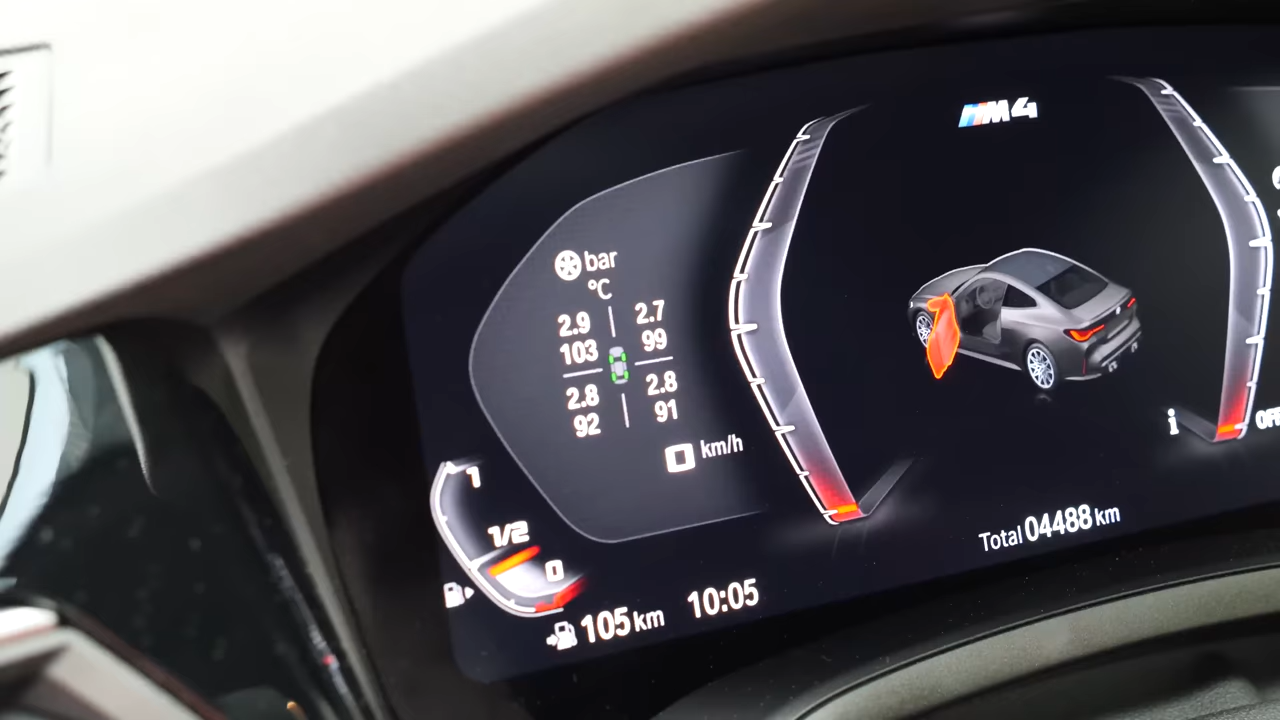 M4
bar
°C
2.9 2.7
103 99
2.8 2.8
92 91
0 km/h
1
1/2
0
i
Total 04488 km
105 km 10:05